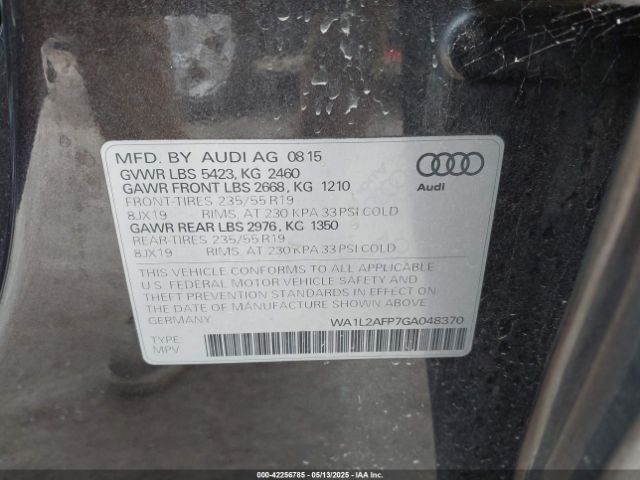 MFD. BY AUDI AG 08 15
GVWR LBS 5423, KG 2460
GAWR FRONT LBS 2668, KG 1210
FRONT-TIRES 235/55 R19
8JX19 RIMS, AT 230 KPA 33 PSI COLD
GAWR REAR LBS 2976, KG 1350
REAR-TIRES 235/55 R19
8JX19 RIMS, AT 230 KPA 33 PSI COLD
Audi
THIS VEHICLE CONFORMS TO ALL APPLICABLE
U.S. FEDERAL MOTOR VEHICLE SAFETY AND
THEFT PREVENTION STANDARDS IN EFFECT ON
THE DATE OF MANUFACTURE SHOWN ABOVE.
GERMANY
WA1L2AFP7GA048370
TYPE:
MPV
000-42256785 - 05/13/2025 - IAAI.com